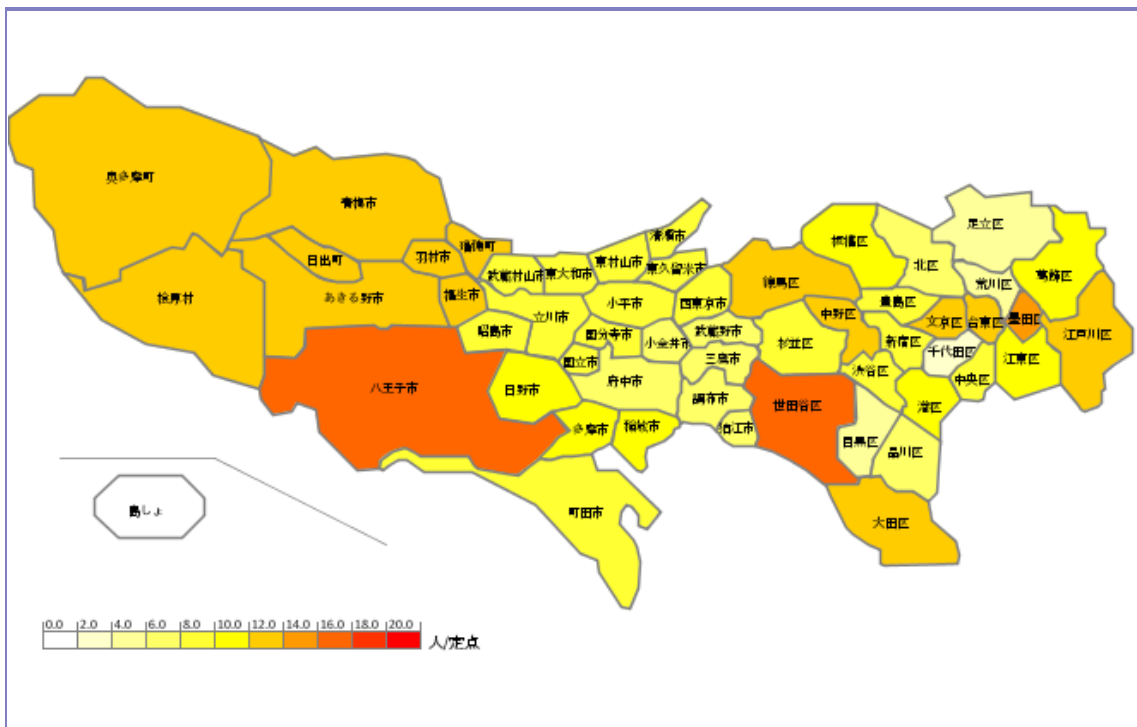 足立区
奥多摩町
青梅市
清瀬市
板橋区
瑞穂町
羽村市
日出町
東村山市
東久留米市
北区
葛飾区
武蔵村山市
東大和市
練馬区
荒川区
檜原村
あきる野市
福生市
小平市
西東京市
豊島区
立川市
中野区
文京区
台東区
墨田区
昭島市
国分寺市
武蔵野市
江戸川区
小金井市
杉並区
新宿区
千代田区
国立市
三鷹市
江東区
府中市
渋谷区
中央区
八王子市
日野市
調布市
世田谷区
港区
多摩市
稲城市
狛江市
目黒区
品川区
島しょ
町田市
大田区
0.0 2.0 4.0 6.0 8.0 10.0 12.0 14.0 16.0 18.0 20.0
人/定点